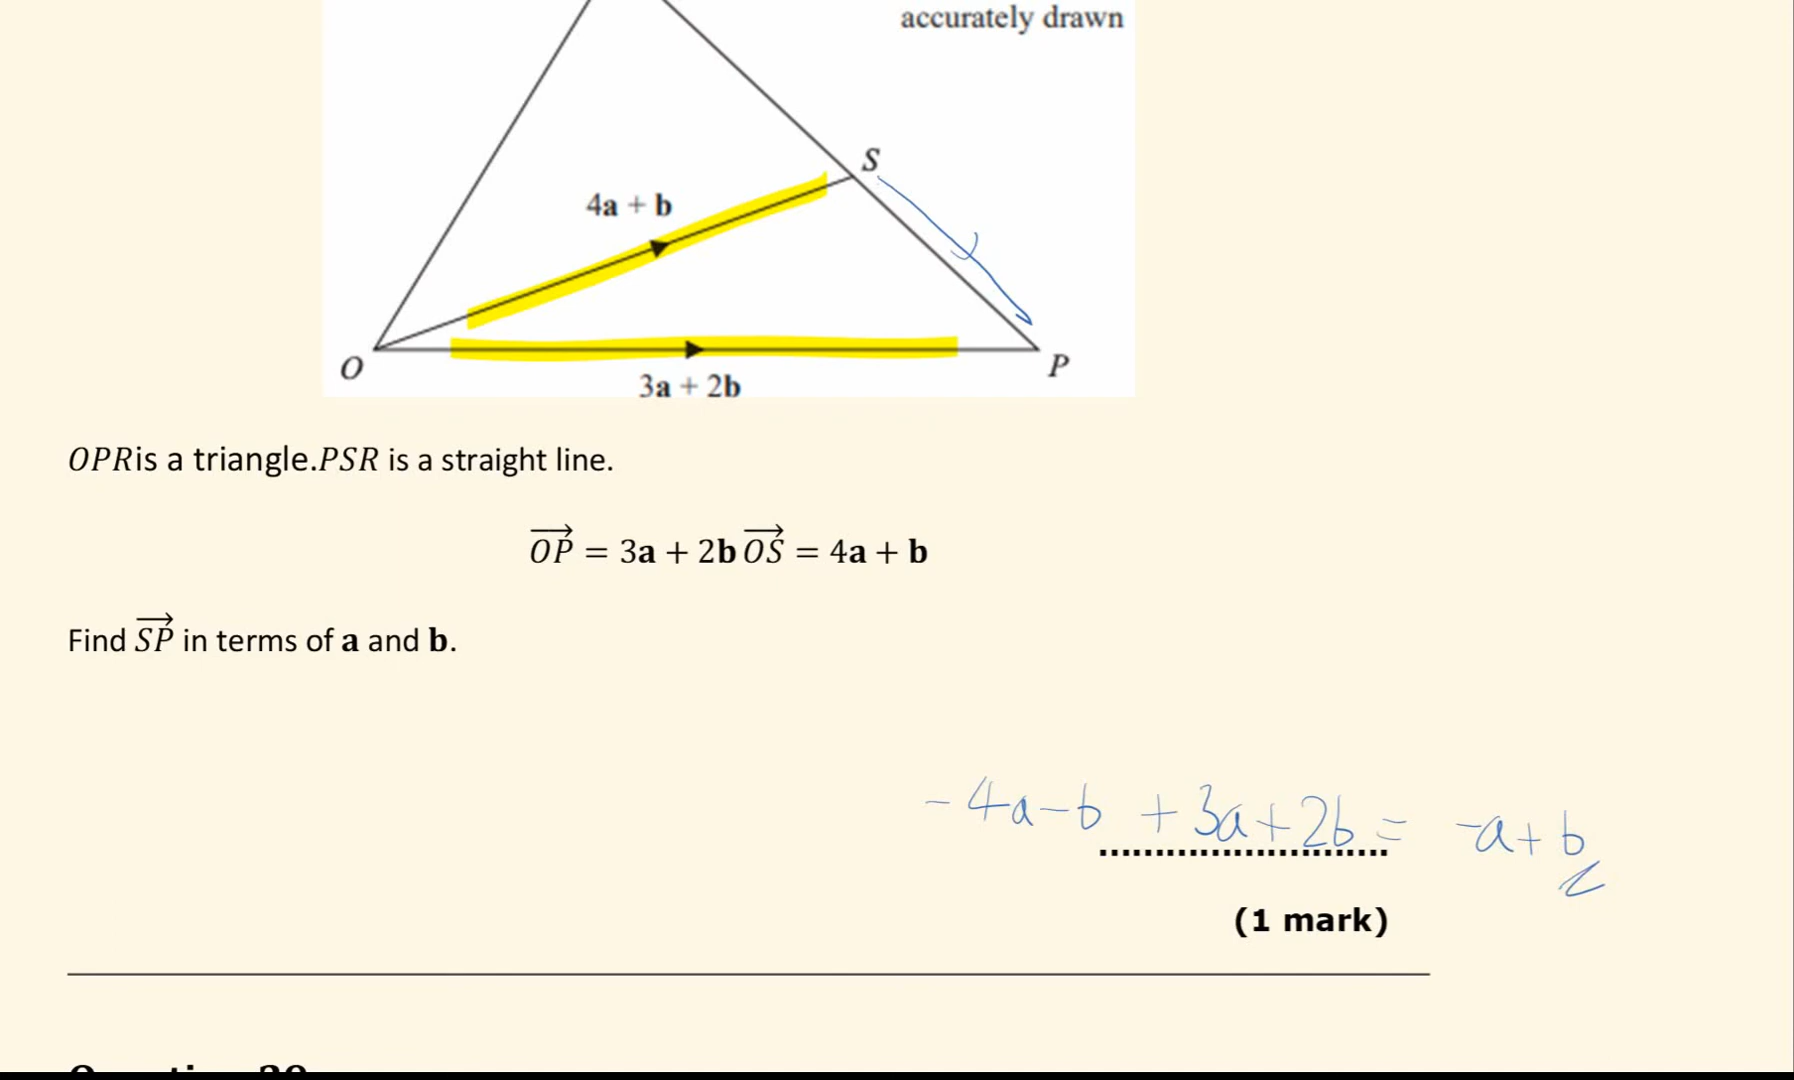 accurately drawn
S
4a + b
O
P
3a + 2b
OPRis a triangle.PSR is a straight line.
OP = 3a + 2b OS = 4a + b
Find SP in terms of a and b.
-4a-b +3a+2b = -a+b
(1 mark)